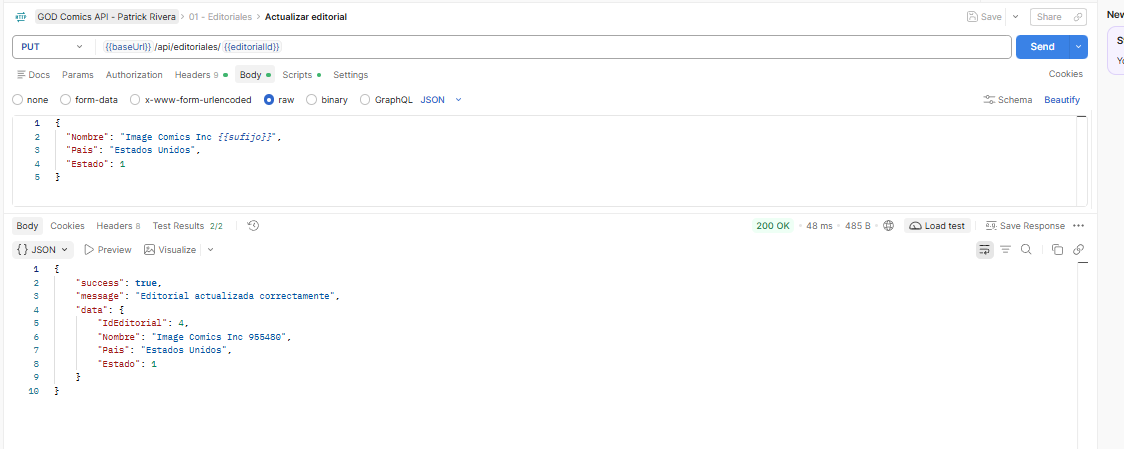 HTTP GOD Comics API - Patrick Rivera > 01 - Editoriales > Actualizar editorial Save Share New
PUT {{baseUrl}} /api/editoriales/ {{editorialId}} Send
Docs Params Authorization Headers 9 Body Scripts Settings Cookies
none form-data x-www-form-urlencoded raw binary GraphQL JSON Schema Beautify
1 {
2 "Nombre": "Image Comics Inc {{sufijo}}",
3 "Pais": "Estados Unidos",
4 "Estado": 1
5 }
Body Cookies Headers 8 Test Results 2/2 200 OK • 48 ms • 485 B Load test Save Response
{} JSON Preview Visualize
1 {
2 "success": true,
3 "message": "Editorial actualizada correctamente",
4 "data": {
5 "IdEditorial": 4,
6 "Nombre": "Image Comics Inc 955480",
7 "Pais": "Estados Unidos",
8 "Estado": 1
9 }
10 }